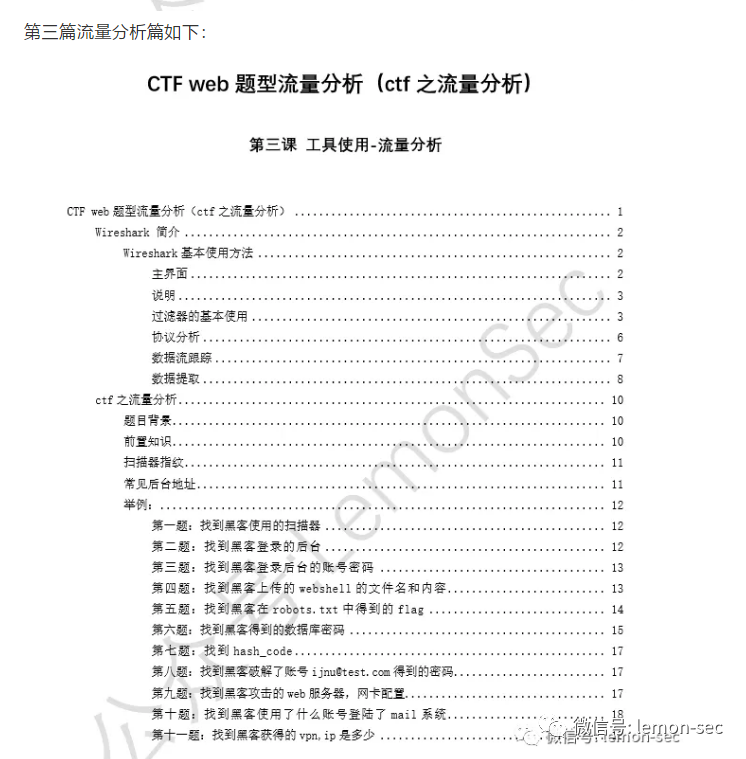 第三篇流量分析篇如下：
CTF web 题型流量分析（ctf 之流量分析）
第三课 工具使用-流量分析
CTF web 题型流量分析（ctf 之流量分析） ........ 1
Wireshark 简介 ........ 2
Wireshark 基本使用方法 ........ 2
主界面 ........ 2
说明 ........ 3
过滤器的基本使用 ........ 3
协议分析 ........ 6
数据流跟踪 ........ 7
数据提取 ........ 8
ctf 之流量分析 ........ 10
题目背景 ........ 10
前置知识 ........ 10
扫描器指纹 ........ 11
常见后台地址 ........ 11
举例： ........ 12
第一题：找到黑客使用的扫描器 ........ 12
第二题：找到黑客登录的后台 ........ 12
第三题：找到黑客登录后台的账号密码 ........ 13
第四题：找到黑客上传的 webshell 的文件名和内容 ........ 13
第五题：找到黑客在 robots.txt 中得到的 flag ........ 14
第六题：找到黑客得到的数据库密码 ........ 15
第七题：找到 hash_code ........ 17
第八题：找到黑客破解了账号 ijnu@test.com 得到的密码 ........ 17
第九题：找到黑客攻击的 web 服务器，网卡配置 ........ 17
第十题：找到黑客使用了什么账号登陆了 mail 系统 ........ 18
第十一题：找到黑客获得的 vpn,ip 是多少 ........
公众号:LemonSec
微信号: lemon-sec
微信号: lemon-sec